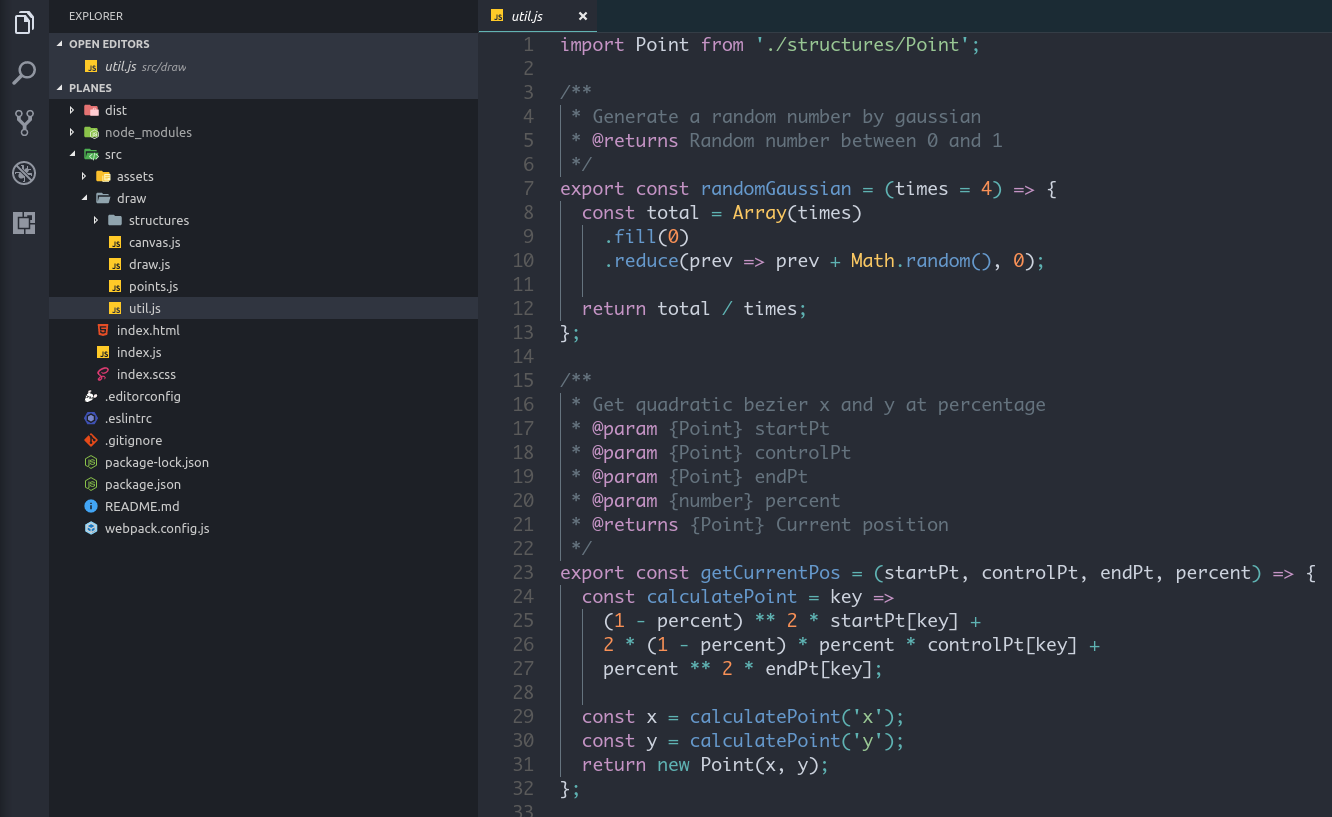 EXPLORER
OPEN EDITORS
util.js src/draw
PLANES
dist
node_modules
src
assets
draw
structures
canvas.js
draw.js
points.js
util.js
index.html
index.js
index.scss
.editorconfig
.eslintrc
.gitignore
package-lock.json
package.json
README.md
webpack.config.js
util.js ×
1 import Point from './structures/Point';
2
3 /**
4  * Generate a random number by gaussian
5  * @returns Random number between 0 and 1
6  */
7 export const randomGaussian = (times = 4) => {
8   const total = Array(times)
9     .fill(0)
10     .reduce(prev => prev + Math.random(), 0);
11
12   return total / times;
13 };
14
15 /**
16  * Get quadratic bezier x and y at percentage
17  * @param {Point} startPt
18  * @param {Point} controlPt
19  * @param {Point} endPt
20  * @param {number} percent
21  * @returns {Point} Current position
22  */
23 export const getCurrentPos = (startPt, controlPt, endPt, percent) => {
24   const calculatePoint = key =>
25     (1 - percent) ** 2 * startPt[key] +
26     2 * (1 - percent) * percent * controlPt[key] +
27     percent ** 2 * endPt[key];
28
29   const x = calculatePoint('x');
30   const y = calculatePoint('y');
31   return new Point(x, y);
32 };
33